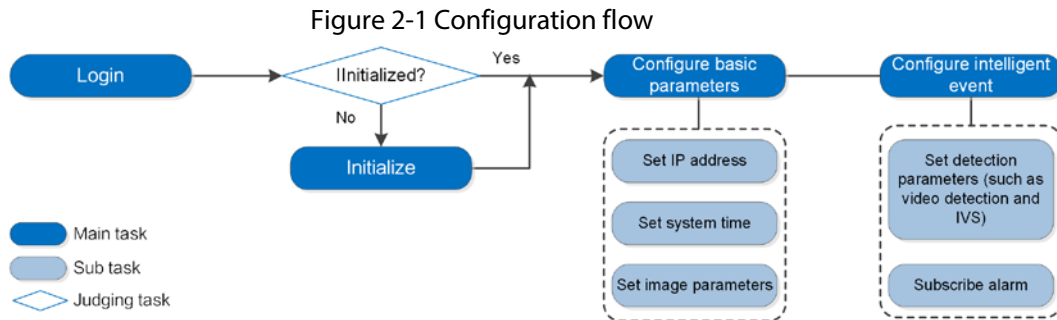 Figure 2-1 Configuration flow
Login
IInitialized?
Yes
No
Initialize
Configure basic
parameters
Set IP address
Set system time
Set image parameters
Configure intelligent
event
Set detection
parameters (such as
video detection and
IVS)
Subscribe alarm
Main task
Sub task
Judging task